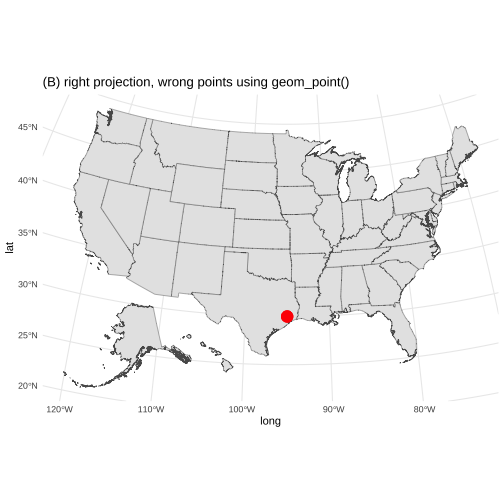 (B) right projection, wrong points using geom_point()
45°N
40°N
35°N
30°N
25°N
20°N
lat
120°W 110°W 100°W 90°W 80°W
long